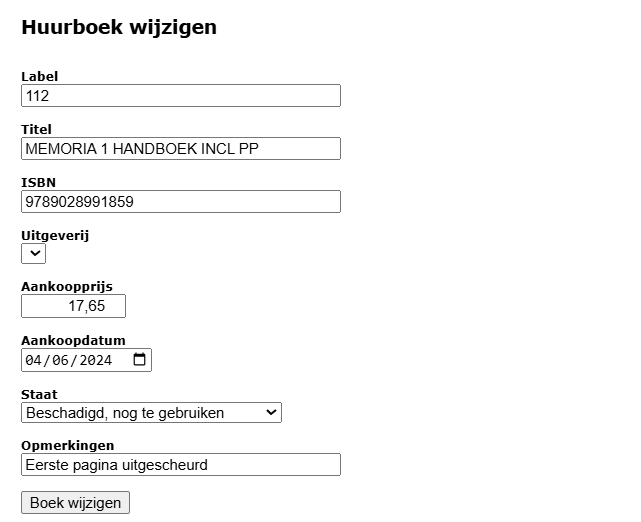 Huurboek wijzigen
Label
112
Titel
MEMORIA 1 HANDBOEK INCL PP
ISBN
9789028991859
Uitgeverij
Aankoopprijs
17,65
Aankoopdatum
04/06/2024
Staat
Beschadigd, nog te gebruiken
Opmerkingen
Eerste pagina uitgescheurd
Boek wijzigen